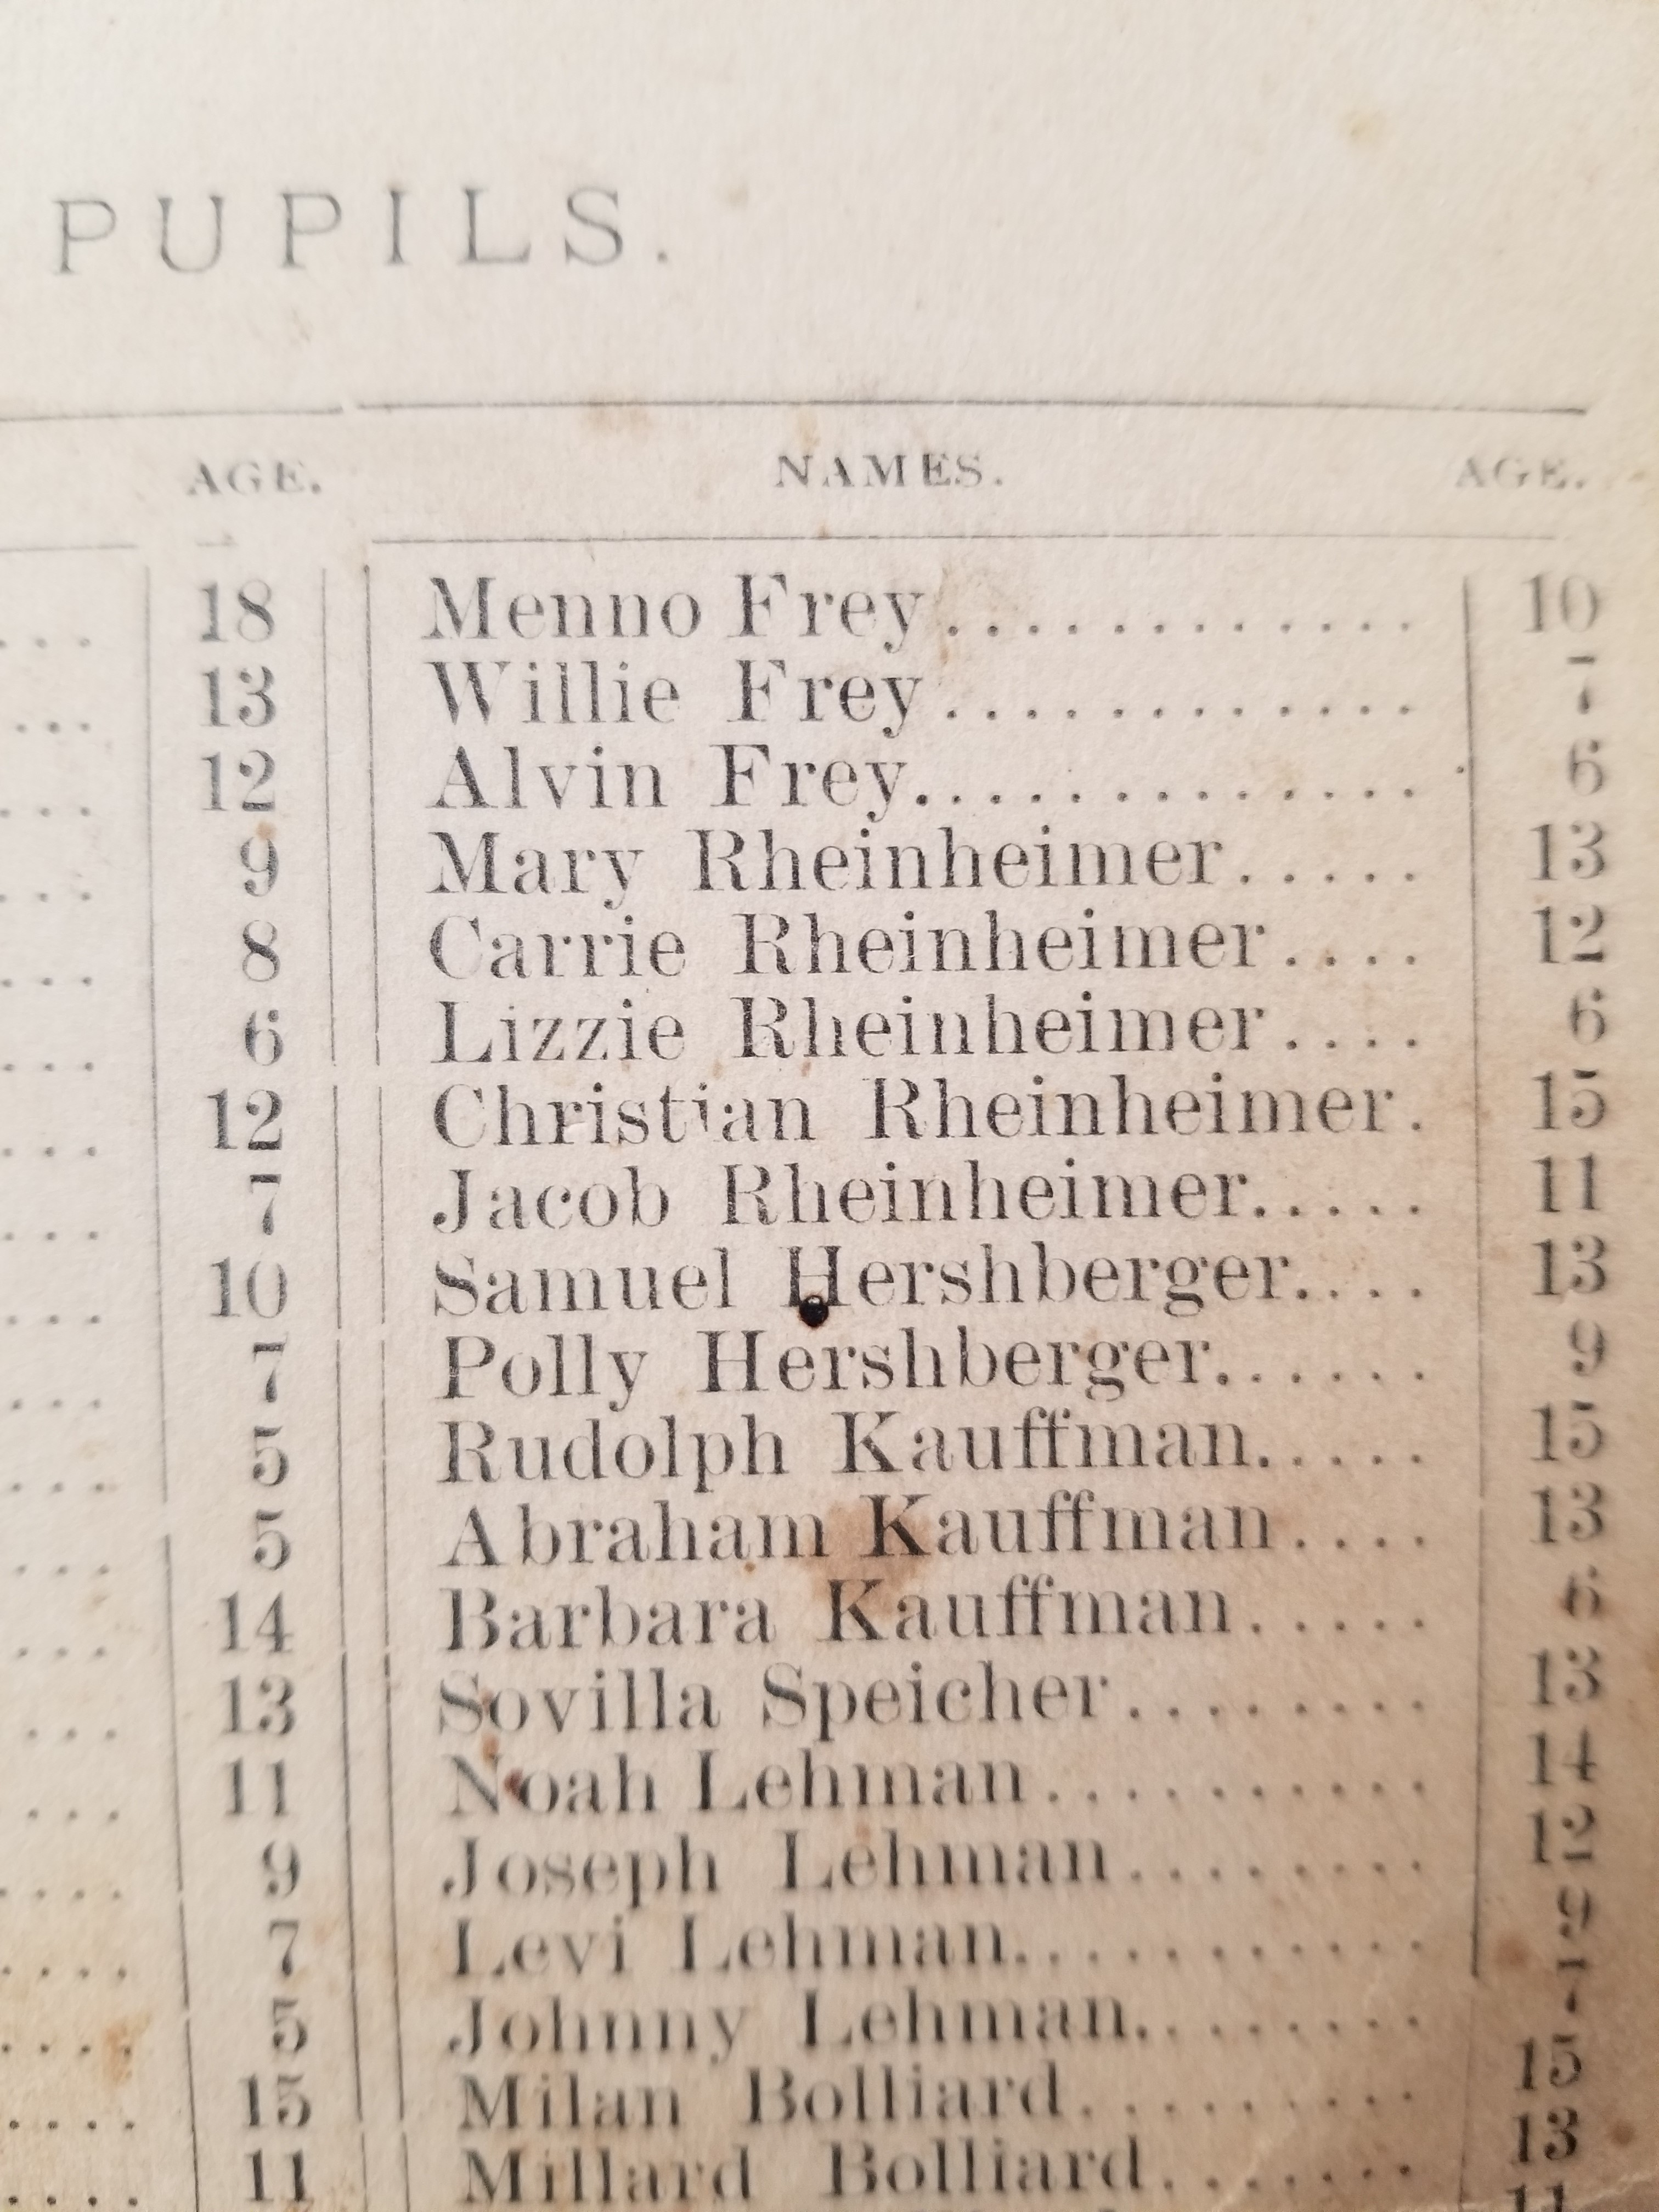 PUPILS.
AGE. NAMES. AGE.
... 18 Menno Frey............. 10
... 13 Willie Frey............. 7
... 12 Alvin Frey.............. 6
... 9 Mary Rheinheimer..... 13
... 8 Carrie Rheinheimer.... 12
... 6 Lizzie Rheinheimer.... 6
... 12 Christian Rheinheimer. 15
... 7 Jacob Rheinheimer..... 11
... 10 Samuel Hershberger.... 13
... 7 Polly Hershberger...... 9
... 5 Rudolph Kauffman..... 15
... 5 Abraham Kauffman.... 13
... 14 Barbara Kauffman..... 6
... 13 Sovilla Speicher........ 13
... 11 Noah Lehman.......... 14
.... 9 Joseph Lehman........ 12
.... 7 Levi Lehman........... 9
.... 5 Johnny Lehman........ 7
.... 15 Milan Bolliard......... 15
.... 11 Millard Bolliard....... 13
11